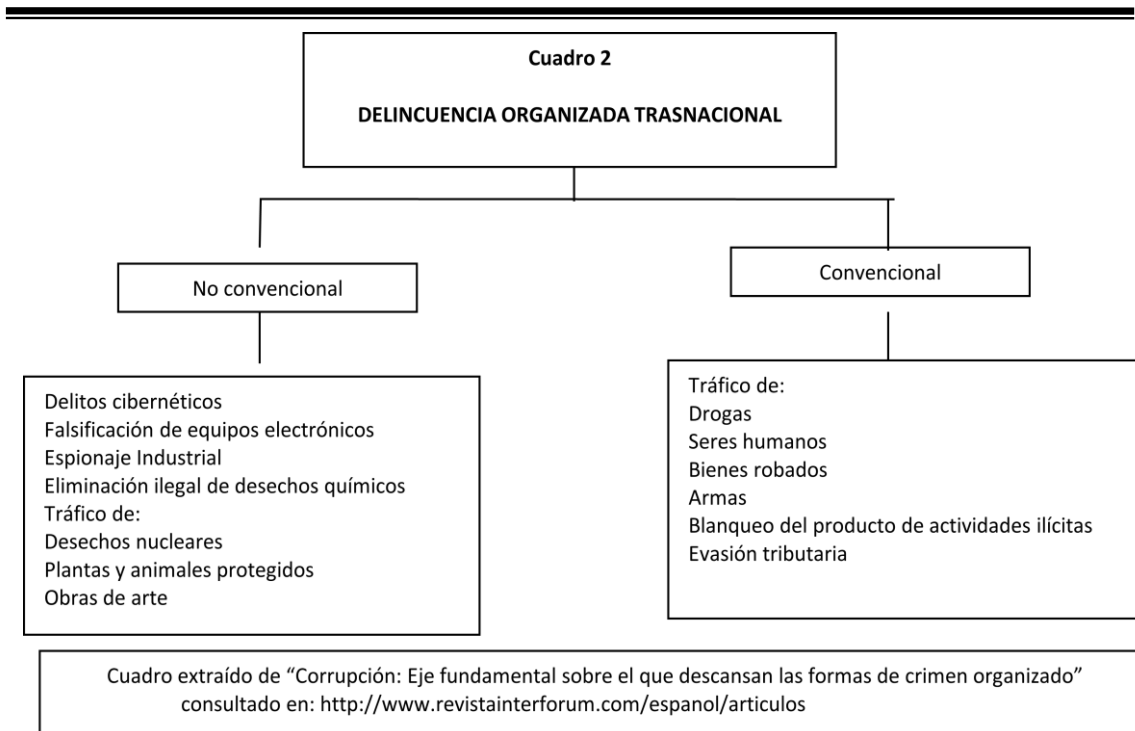 Cuadro 2
DELINCUENCIA ORGANIZADA TRASNACIONAL
No convencional
Convencional
Delitos cibernéticos
Falsificación de equipos electrónicos
Espionaje Industrial
Eliminación ilegal de desechos químicos
Tráfico de:
Desechos nucleares
Plantas y animales protegidos
Obras de arte
Tráfico de:
Drogas
Seres humanos
Bienes robados
Armas
Blanqueo del producto de actividades ilícitas
Evasión tributaria
Cuadro extraído de “Corrupción: Eje fundamental sobre el que descansan las formas de crimen organizado”
consultado en: http://www.revistainterforum.com/espanol/articulos